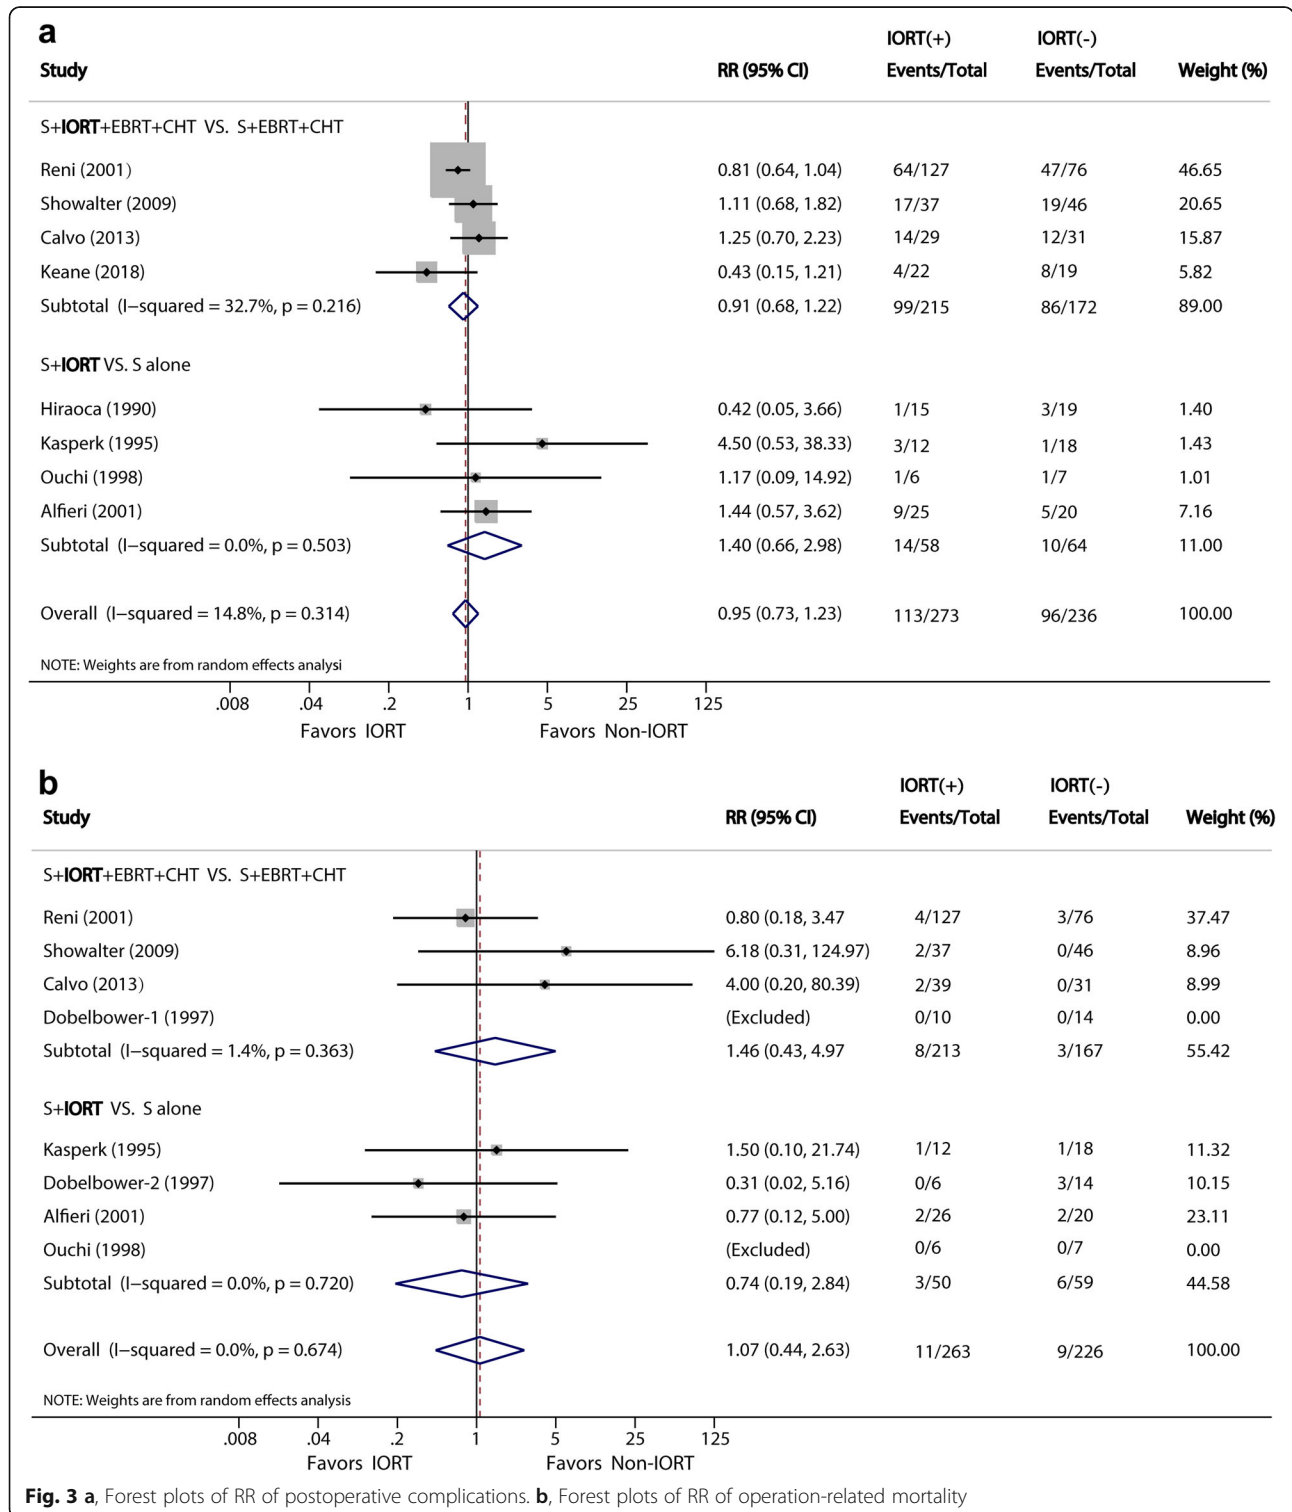 a
IORT(+) IORT(-)
Study RR (95% CI) Events/Total Events/Total Weight (%)
S+IORT+EBRT+CHT VS. S+EBRT+CHT
Reni (2001) 0.81 (0.64, 1.04) 64/127 47/76 46.65
Showalter (2009) 1.11 (0.68, 1.82) 17/37 19/46 20.65
Calvo (2013) 1.25 (0.70, 2.23) 14/29 12/31 15.87
Keane (2018) 0.43 (0.15, 1.21) 4/22 8/19 5.82
Subtotal (I−squared = 32.7%, p = 0.216) 0.91 (0.68, 1.22) 99/215 86/172 89.00
S+IORT VS. S alone
Hiraoca (1990) 0.42 (0.05, 3.66) 1/15 3/19 1.40
Kasperk (1995) 4.50 (0.53, 38.33) 3/12 1/18 1.43
Ouchi (1998) 1.17 (0.09, 14.92) 1/6 1/7 1.01
Alfieri (2001) 1.44 (0.57, 3.62) 9/25 5/20 7.16
Subtotal (I−squared = 0.0%, p = 0.503) 1.40 (0.66, 2.98) 14/58 10/64 11.00
Overall (I−squared = 14.8%, p = 0.314) 0.95 (0.73, 1.23) 113/273 96/236 100.00
NOTE: Weights are from random effects analysi
.008 .04 .2 1 5 25 125
Favors IORT Favors Non-IORT
b
IORT(+) IORT(-)
Study RR (95% CI) Events/Total Events/Total Weight (%)
S+IORT+EBRT+CHT VS. S+EBRT+CHT
Reni (2001) 0.80 (0.18, 3.47 4/127 3/76 37.47
Showalter (2009) 6.18 (0.31, 124.97) 2/37 0/46 8.96
Calvo (2013) 4.00 (0.20, 80.39) 2/39 0/31 8.99
Dobelbower-1 (1997) (Excluded) 0/10 0/14 0.00
Subtotal (I−squared = 1.4%, p = 0.363) 1.46 (0.43, 4.97 8/213 3/167 55.42
S+IORT VS. S alone
Kasperk (1995) 1.50 (0.10, 21.74) 1/12 1/18 11.32
Dobelbower-2 (1997) 0.31 (0.02, 5.16) 0/6 3/14 10.15
Alfieri (2001) 0.77 (0.12, 5.00) 2/26 2/20 23.11
Ouchi (1998) (Excluded) 0/6 0/7 0.00
Subtotal (I−squared = 0.0%, p = 0.720) 0.74 (0.19, 2.84) 3/50 6/59 44.58
Overall (I−squared = 0.0%, p = 0.674) 1.07 (0.44, 2.63) 11/263 9/226 100.00
NOTE: Weights are from random effects analysis
.008 .04 .2 1 5 25 125
Favors IORT Favors Non-IORT
Fig. 3 a, Forest plots of RR of postoperative complications. b, Forest plots of RR of operation-related mortality